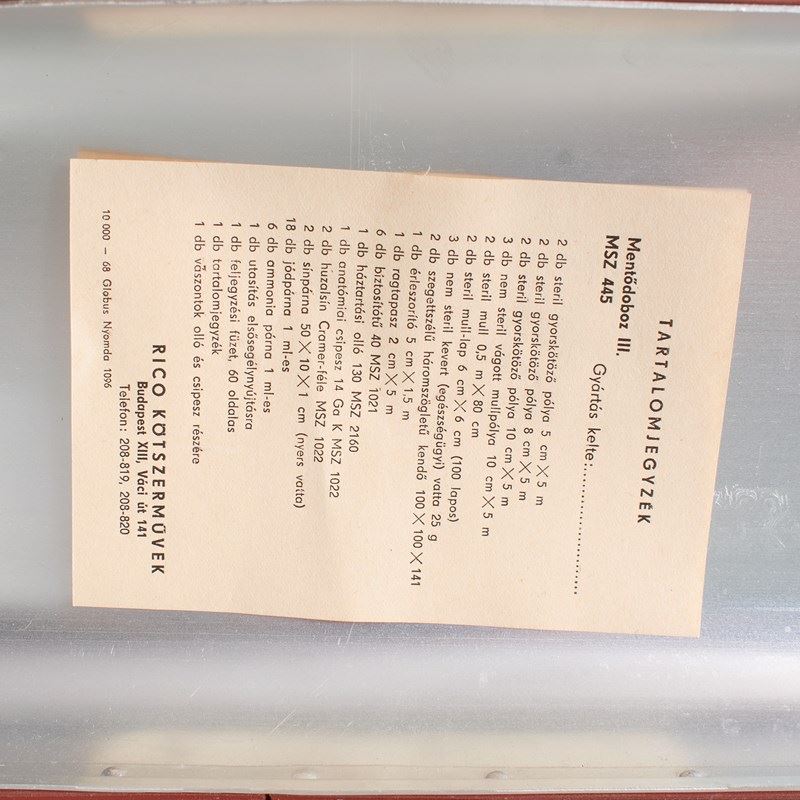 TARTALOMJEGYZÉK
Mentődoboz III.
MSZ 445
Gyártás kelte:..........................
2 db steril gyorskötöző pólya 5 cm × 5 m
2 db steril gyorskötöző pólya 8 cm × 5 m
2 db steril gyorskötöző pólya 10 cm × 5 m
3 db nem steril vágott mullpólya 10 cm × 5 m
2 db steril mull 0,5 m × 80 cm
2 db steril mull-lap 6 cm × 6 cm (100 lapos)
3 db nem steril kevert (egészségügyi) vatta 25 g
2 db szegettszélű háromszögletű kendő 100 × 100 × 141
1 db érleszorító 5 cm × 1,5 m
1 db ragtapasz 2 cm × 5 m
6 db biztosítótű 40 MSZ 1021
1 db háztartási olló 130 MSZ 2160
1 db anatómiai csipesz 14 Ga K MSZ 1022
2 db huzalsín Cramer-féle MSZ 1022
2 db sínpárna 50 × 10 × 1 cm (nyers vatta)
18 db jódpárna 1 ml-es
6 db ammonia párna 1 ml-es
1 db utasítás elsősegélynyújtásra
1 db feljegyzési füzet, 60 oldalas
1 db tartalomjegyzék
1 db vászontok olló és csipesz részére
RICO KÖTSZERMŰVEK
Budapest XIII, Váci út 141
Telefon: 208-819, 208-820
10 000 — 68 Globus Nyomda 1096